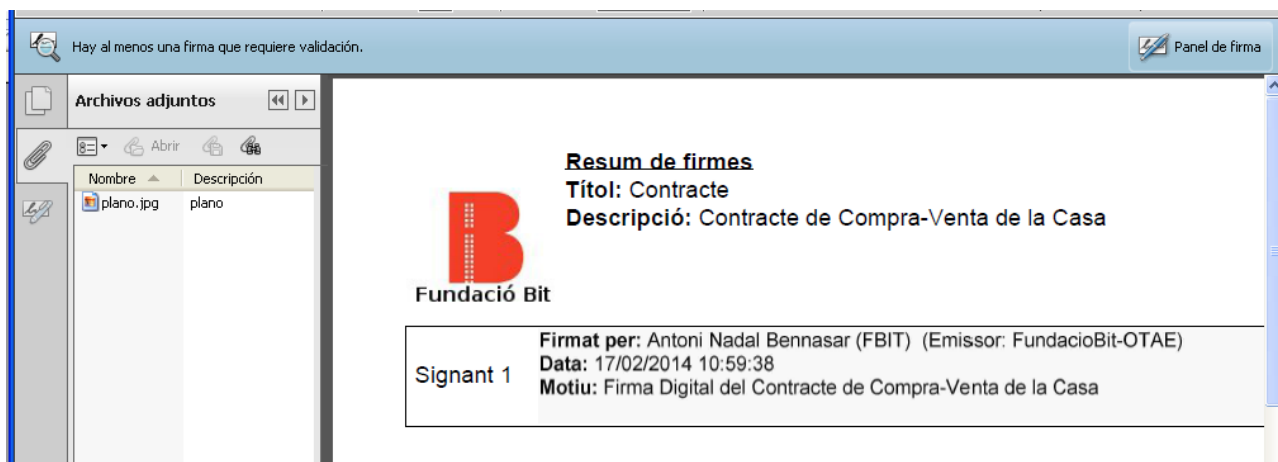 Hay al menos una firma que requiere validación.
Panel de firma
Archivos adjuntos
Abrir
Nombre Descripción
plano.jpg plano
Resum de firmes
Títol: Contracte
Descripció: Contracte de Compra-Venta de la Casa
Fundació Bit
Signant 1
Firmat per: Antoni Nadal Bennasar (FBIT) (Emissor: FundacioBit-OTAE)
Data: 17/02/2014 10:59:38
Motiu: Firma Digital del Contracte de Compra-Venta de la Casa